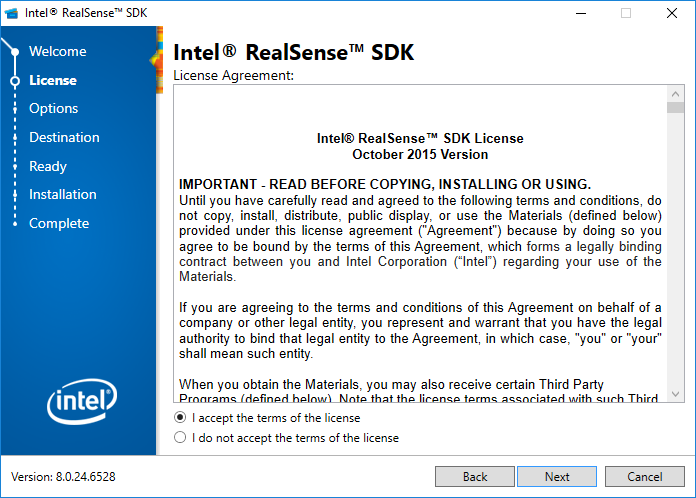 Intel® RealSense™ SDK
Welcome
License
Options
Destination
Ready
Installation
Complete
intel
Intel® RealSense™ SDK
License Agreement:
Intel® RealSense™ SDK License
October 2015 Version
IMPORTANT - READ BEFORE COPYING, INSTALLING OR USING.
Until you have carefully read and agreed to the following terms and conditions, do
not copy, install, distribute, public display, or use the Materials (defined below)
provided under this license agreement ("Agreement") because by doing so you
agree to be bound by the terms of this Agreement, which forms a legally binding
contract between you and Intel Corporation (“Intel”) regarding your use of the
Materials.
If you are agreeing to the terms and conditions of this Agreement on behalf of a
company or other legal entity, you represent and warrant that you have the legal
authority to bind that legal entity to the Agreement, in which case, "you" or "your"
shall mean such entity.
When you obtain the Materials, you may also receive certain Third Party
Programs (defined below). Note that the license terms associated with such Third
I accept the terms of the license
I do not accept the terms of the license
Version: 8.0.24.6528
Back
Next
Cancel